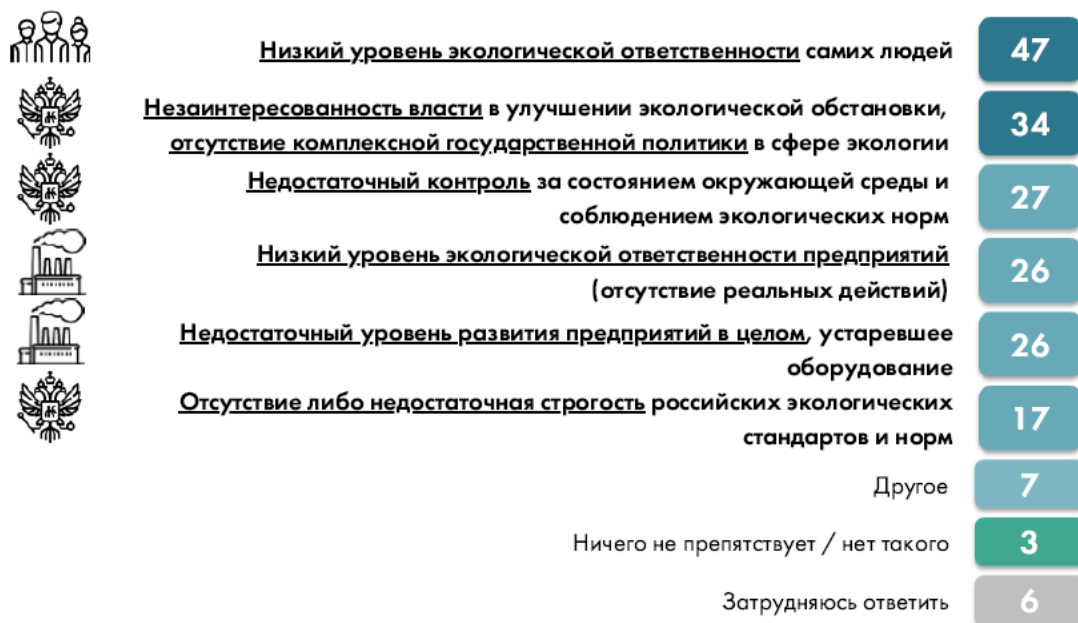 Низкий уровень экологической ответственности самих людей
47
Незаинтересованность власти в улучшении экологической обстановки,
отсутствие комплексной государственной политики в сфере экологии
34
Недостаточный контроль за состоянием окружающей среды и
соблюдением экологических норм
27
Низкий уровень экологической ответственности предприятий
(отсутствие реальных действий)
26
Недостаточный уровень развития предприятий в целом, устаревшее
оборудование
26
Отсутствие либо недостаточная строгость российских экологических
стандартов и норм
17
Другое
7
Ничего не препятствует / нет такого
3
Затрудняюсь ответить
6